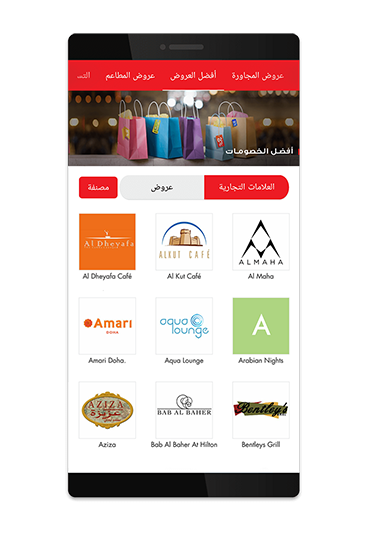 عروض المجاورة
أفضل العروض
عروض المطاعم
التس
أفضل الخصومات
العلامات التجارية
عروض
مصنفة
Al Dheyafa
Al Dheyafa Café
ALKUT CAFÉ
Al Kut Café
ALMAHA
Al Maha
Amari
DOHA
Amari Doha.
aqua
lounge
Aqua Lounge
A
Arabian Nights
AZIZA
عزيزة
Aziza
BAB AL BAHER
Bab Al Baher At Hilton
Bentley's
Bentleys Grill